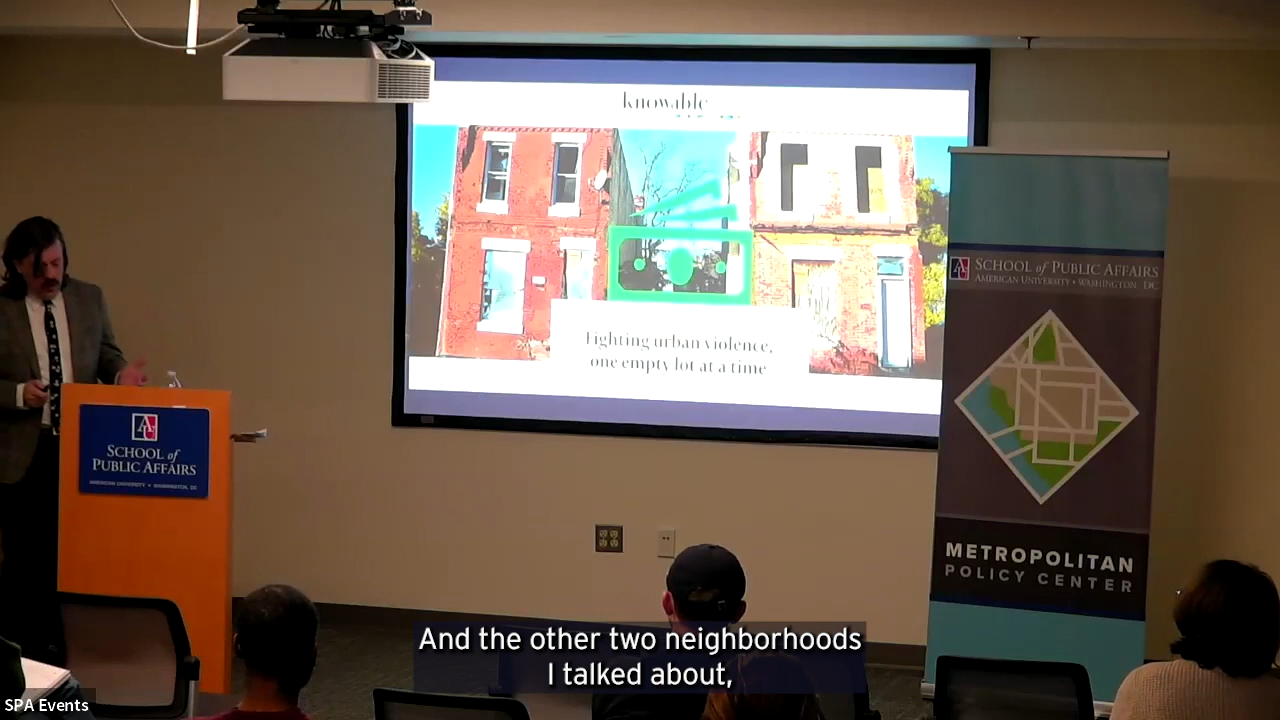 knowable
Fighting urban violence,
one empty lot at a time
SCHOOL of PUBLIC AFFAIRS
AMERICAN UNIVERSITY • WASHINGTON, DC
METROPOLITAN
POLICY CENTER
AU
SCHOOL of
PUBLIC AFFAIRS
AMERICAN UNIVERSITY • WASHINGTON, DC
And the other two neighborhoods
I talked about,
SPA Events